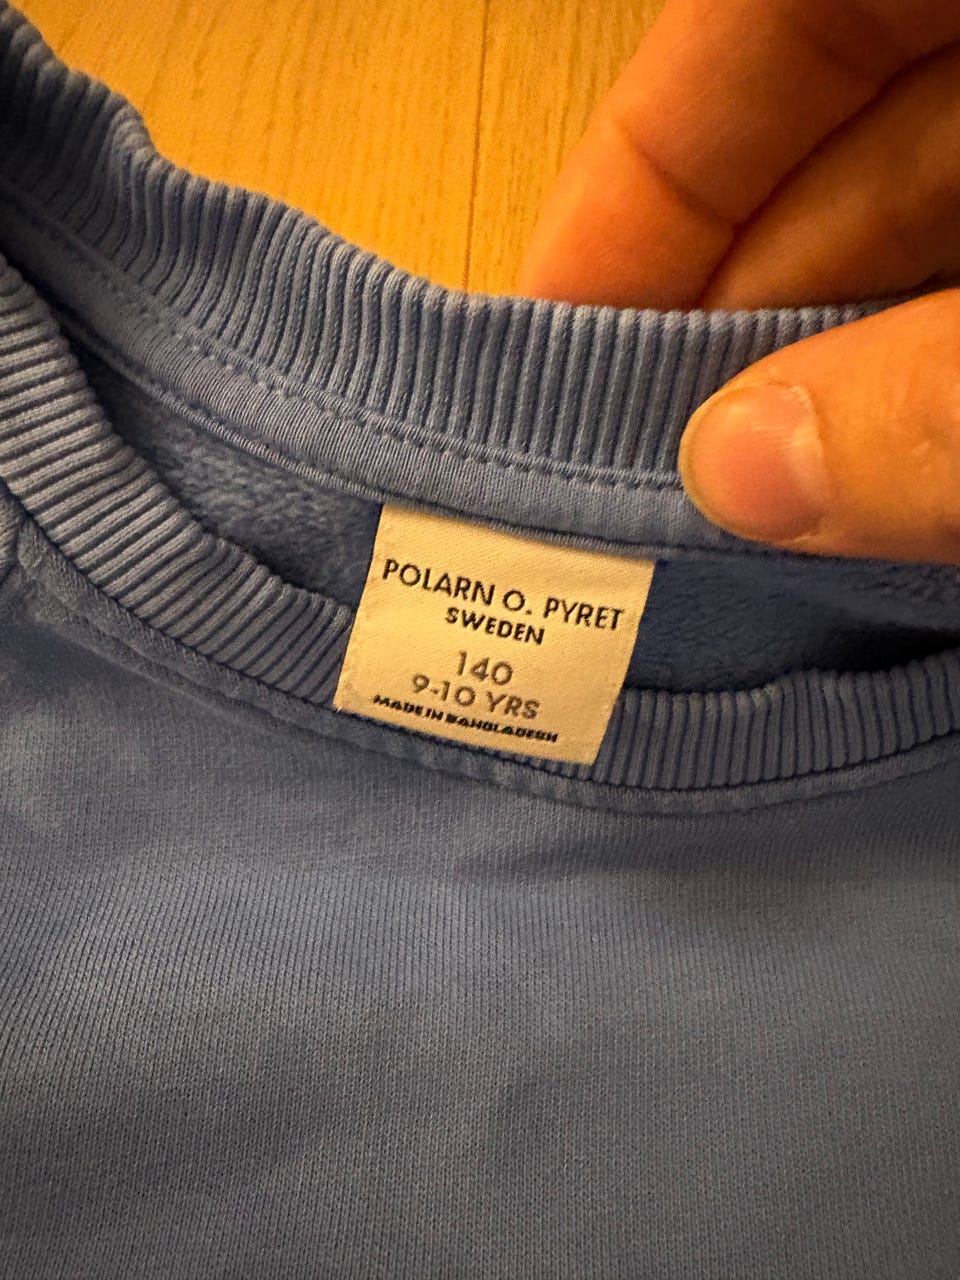 POLARN O. PYRET
SWEDEN
140
9-10 YRS
MADE IN BANGLADESH